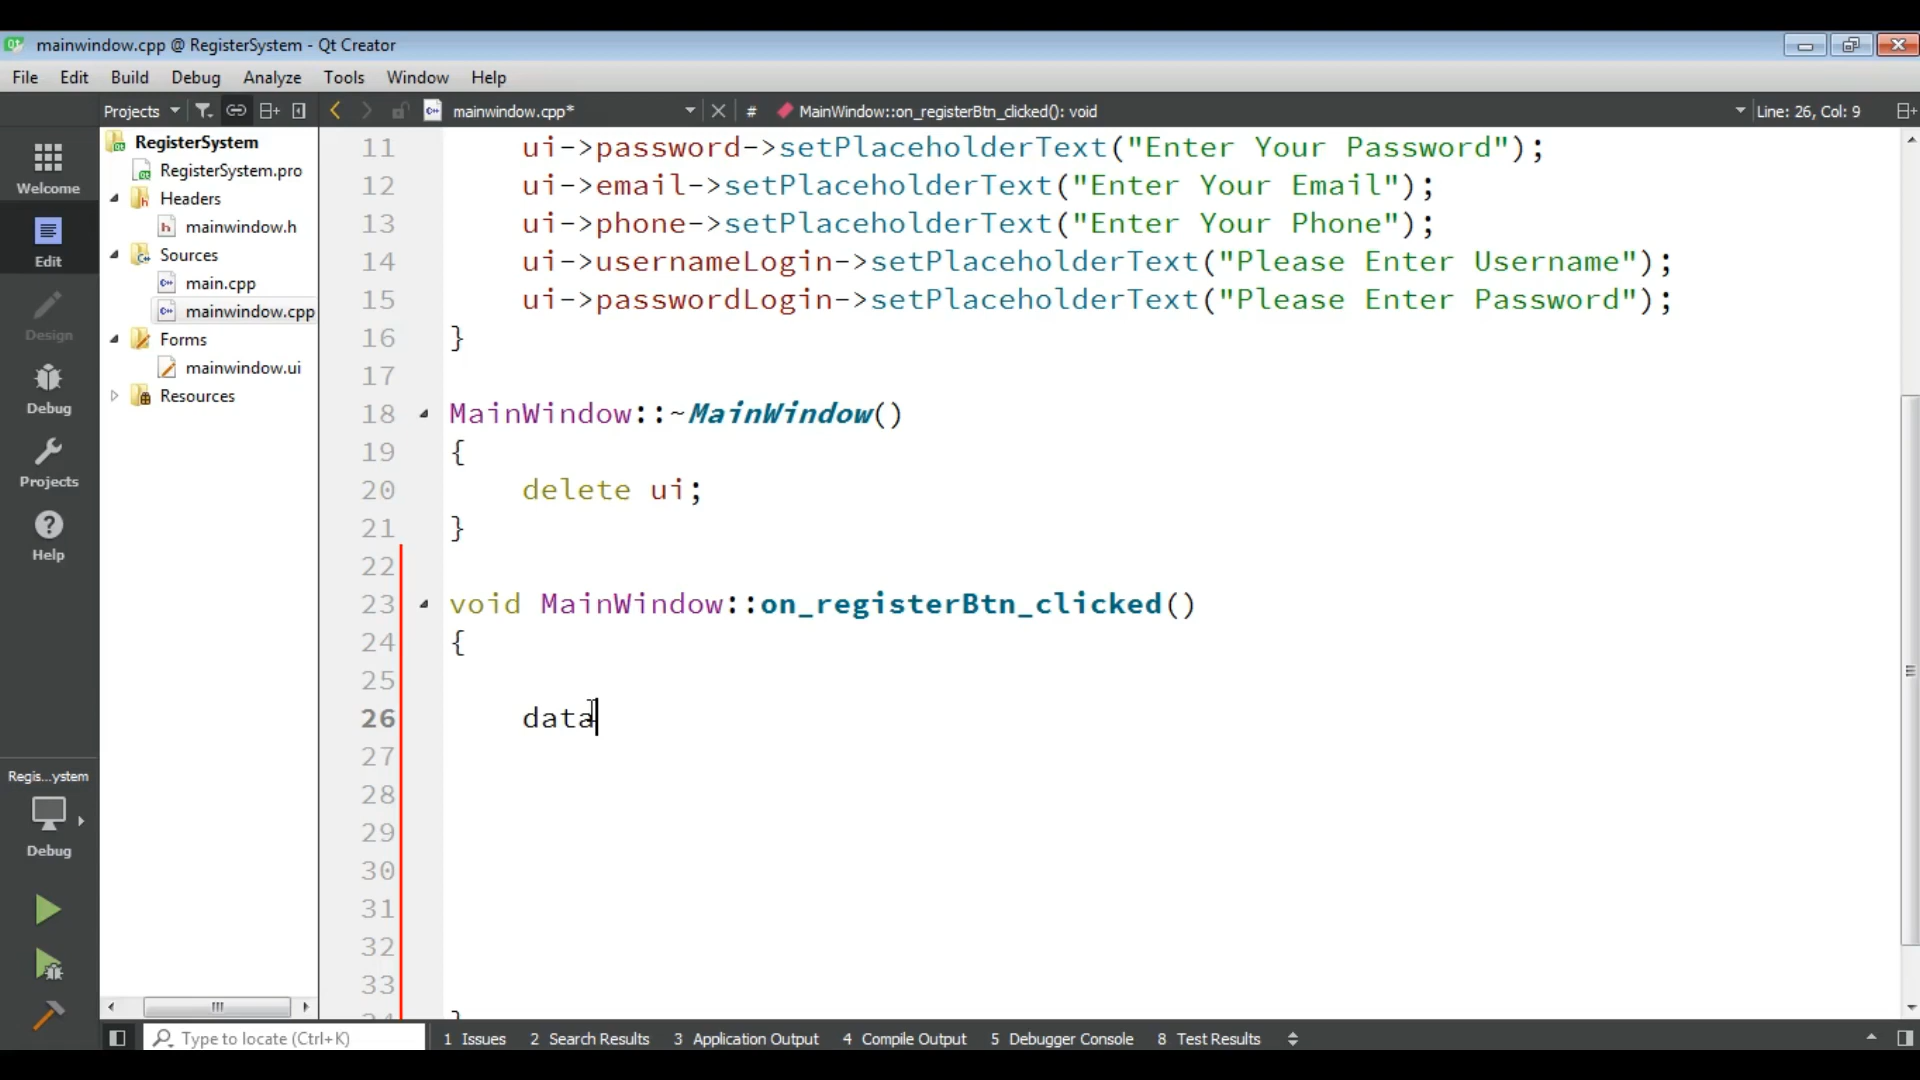 mainwindow.cpp @ RegisterSystem - Qt Creator
File Edit Build Debug Analyze Tools Window Help
Projects mainwindow.cpp* # MainWindow::on_registerBtn_clicked(): void Line: 26, Col: 9
Welcome
Edit
Design
Debug
Projects
Help
Regis...ystem
Debug
RegisterSystem
RegisterSystem.pro
Headers
mainwindow.h
Sources
main.cpp
mainwindow.cpp
Forms
mainwindow.ui
Resources
11 ui->password->setPlaceholderText("Enter Your Password");
12 ui->email->setPlaceholderText("Enter Your Email");
13 ui->phone->setPlaceholderText("Enter Your Phone");
14 ui->usernameLogin->setPlaceholderText("Please Enter Username");
15 ui->passwordLogin->setPlaceholderText("Please Enter Password");
16 }
17
18 MainWindow::~MainWindow()
19 {
20 delete ui;
21 }
22
23 void MainWindow::on_registerBtn_clicked()
24 {
25
26 data
27
28
29
30
31
32
33
Type to locate (Ctrl+K) 1 Issues 2 Search Results 3 Application Output 4 Compile Output 5 Debugger Console 8 Test Results